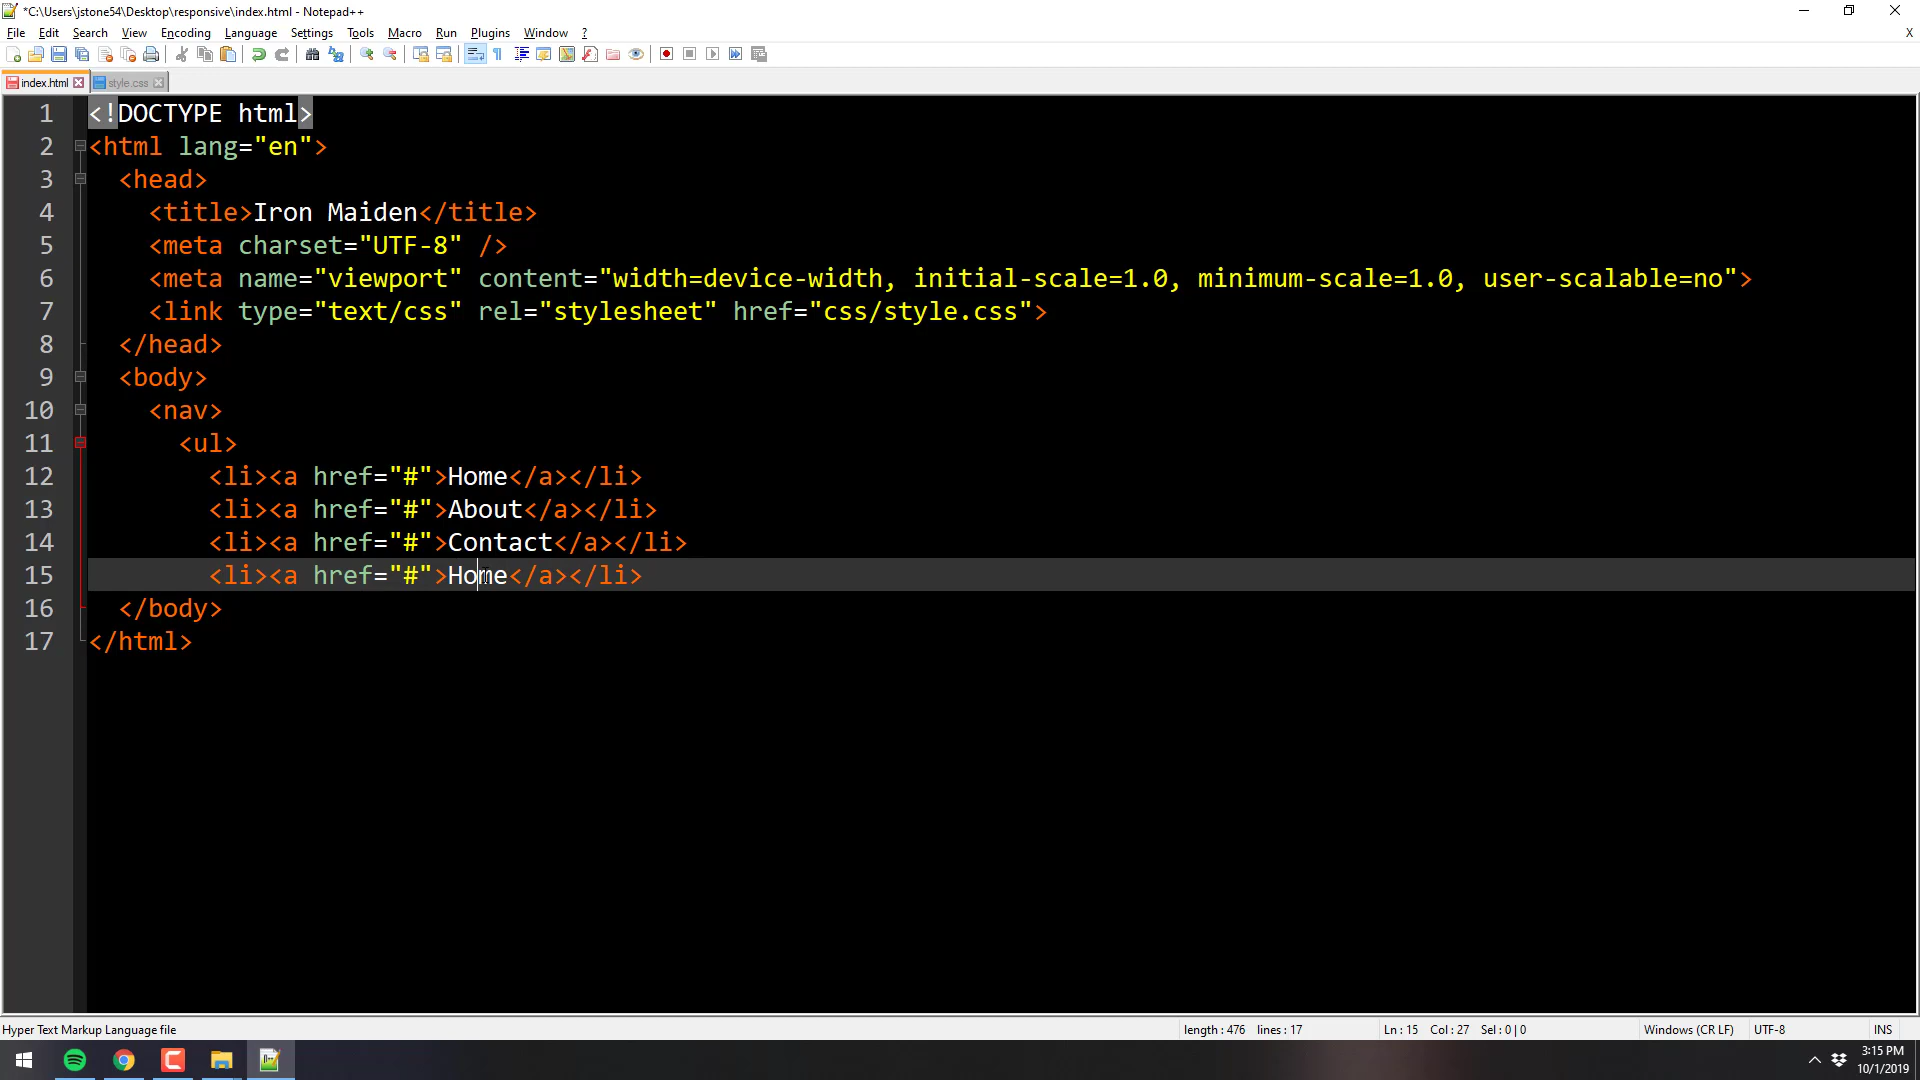 *C:\Users\jstone54\Desktop\responsive\index.html - Notepad++
File Edit Search View Encoding Language Settings Tools Macro Run Plugins Window ? X
index.html style.css
1 <!DOCTYPE html>
2 <html lang="en">
3 <head>
4 <title>Iron Maiden</title>
5 <meta charset="UTF-8" />
6 <meta name="viewport" content="width=device-width, initial-scale=1.0, minimum-scale=1.0, user-scalable=no">
7 <link type="text/css" rel="stylesheet" href="css/style.css">
8 </head>
9 <body>
10 <nav>
11 <ul>
12 <li><a href="#">Home</a></li>
13 <li><a href="#">About</a></li>
14 <li><a href="#">Contact</a></li>
15 <li><a href="#">Home</a></li>
16 </body>
17 </html>
Hyper Text Markup Language file length : 476 lines : 17 Ln : 15 Col : 27 Sel : 0 | 0 Windows (CR LF) UTF-8 INS
3:15 PM
10/1/2019